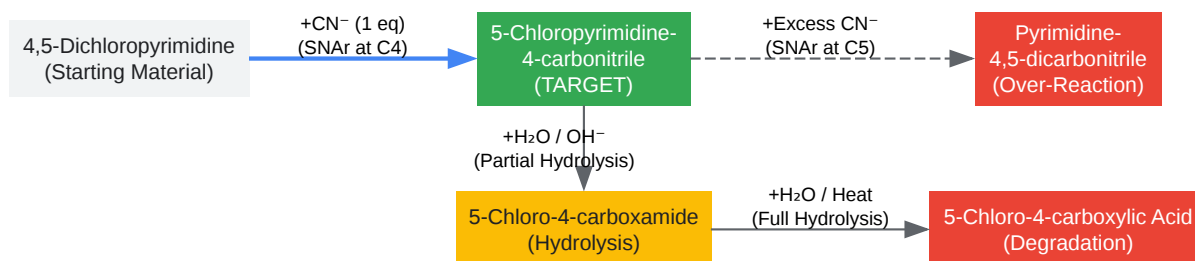 4,5-Dichloropyrimidine
(Starting Material)
+CN⁻ (1 eq)
(SNAr at C4)
5-Chloropyrimidine-
4-carbonitrile
(TARGET)
+Excess CN⁻
(SNAr at C5)
Pyrimidine-
4,5-dicarbonitrile
(Over-Reaction)
+H₂O / OH⁻
(Partial Hydrolysis)
5-Chloro-4-carboxamide
(Hydrolysis)
+H₂O / Heat
(Full Hydrolysis)
5-Chloro-4-carboxylic Acid
(Degradation)